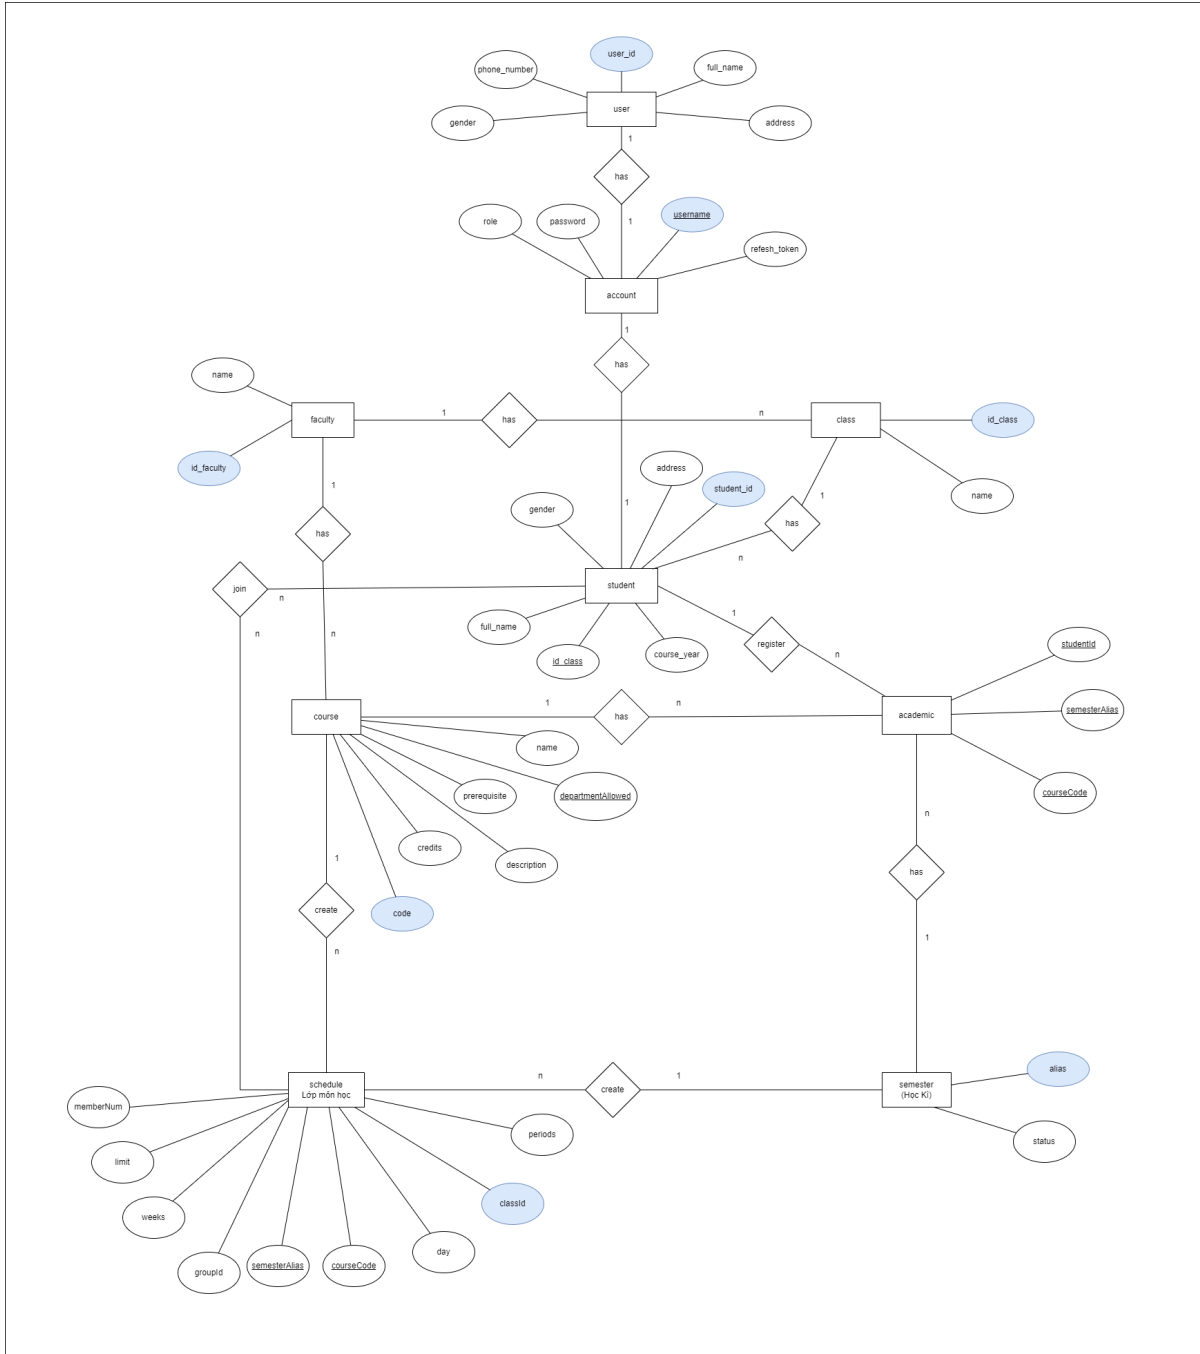 user_id
phone_number
full_name
user
gender
address
1
has
1
role
password
username
refesh_token
account
1
has
name
faculty
1
has
n
class
id_class
id_faculty
address
student_id
name
1
1
1
gender
has
has
n
join
n
student
n
n
full_name
id_class
course_year
1
register
n
studentId
course
1
has
n
academic
semesterAlias
name
prerequisite
departmentAllowed
courseCode
n
credits
description
1
has
create
code
1
n
schedule
Lớp môn học
n
create
1
semester
(Học Kì)
alias
memberNum
periods
status
limit
weeks
classId
groupId
semesterAlias
courseCode
day